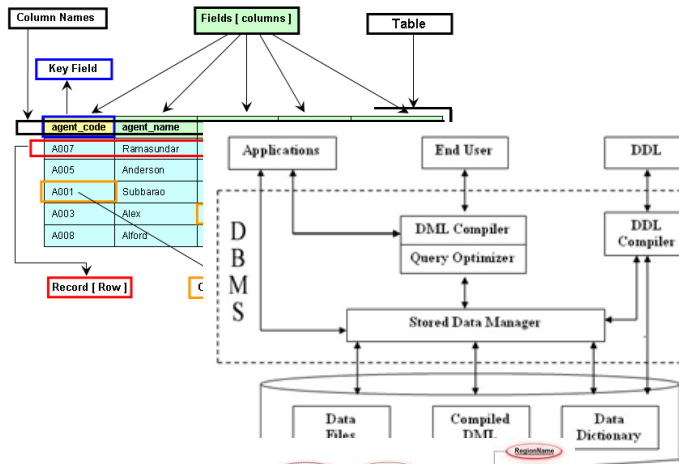 Column Names
Fields [ columns ]
Table
Key Field
agent_code agent_name
A007 Ramasundar
A005 Anderson
A001 Subbarao
A003 Alex
A008 Alford
Record [ Row ]
Applications
End User
DDL
DBMS
DML Compiler
Query Optimizer
DDL
Compiler
Stored Data Manager
Data
Files
Compiled
DML
Data
Dictionary
RegionName